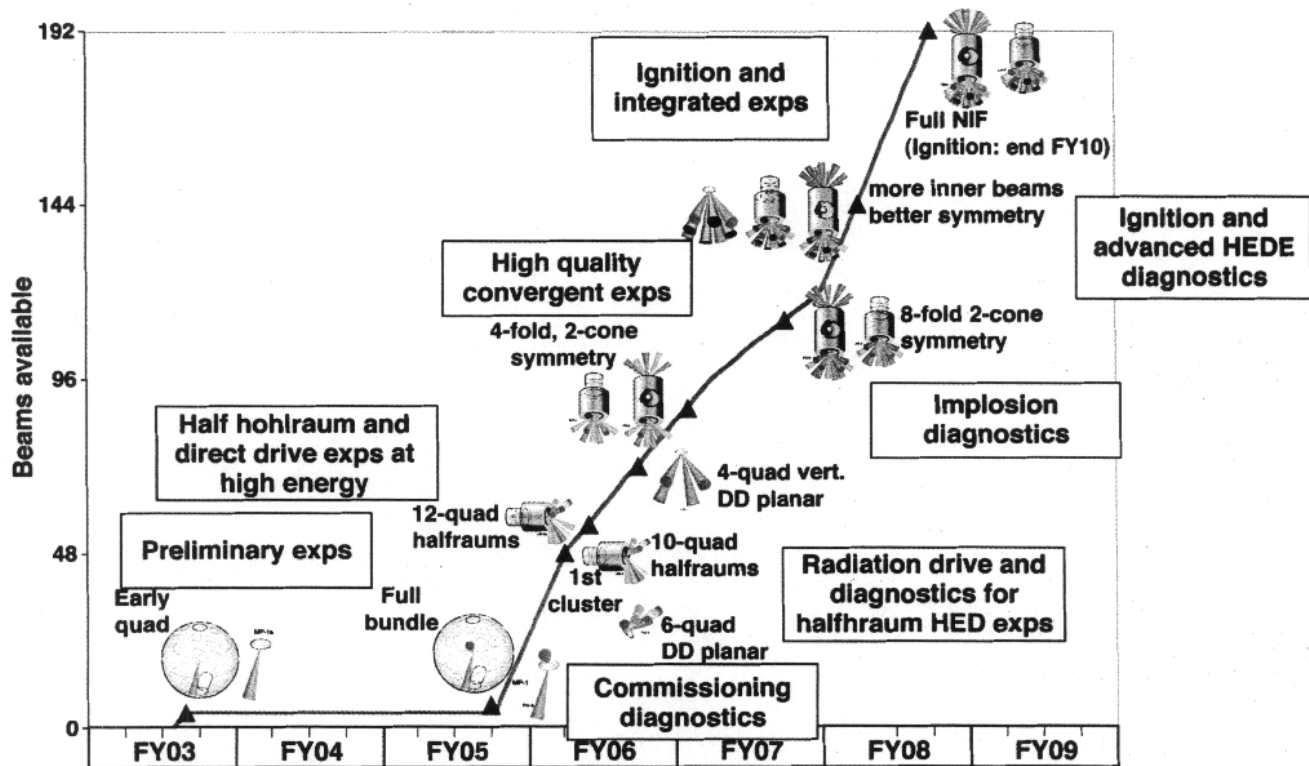 Beams available
192
144
96
48
0
Ignition and
integrated exps
Full NIF
(Ignition: end FY10)
more inner beams
better symmetry
Ignition and
advanced HEDE
diagnostics
High quality
convergent exps
4-fold, 2-cone
symmetry
8-fold 2-cone
symmetry
Implosion
diagnostics
Half hohlraum and
direct drive exps at
high energy
4-quad vert.
DD planar
12-quad
halfraums
Preliminary exps
10-quad
halfraums
1st
cluster
Radiation drive and
diagnostics for
halfhraum HED exps
Early
quad
Full
bundle
6-quad
DD planar
MP-1
Commissioning
diagnostics
FY03
FY04
FY05
FY06
FY07
FY08
FY09